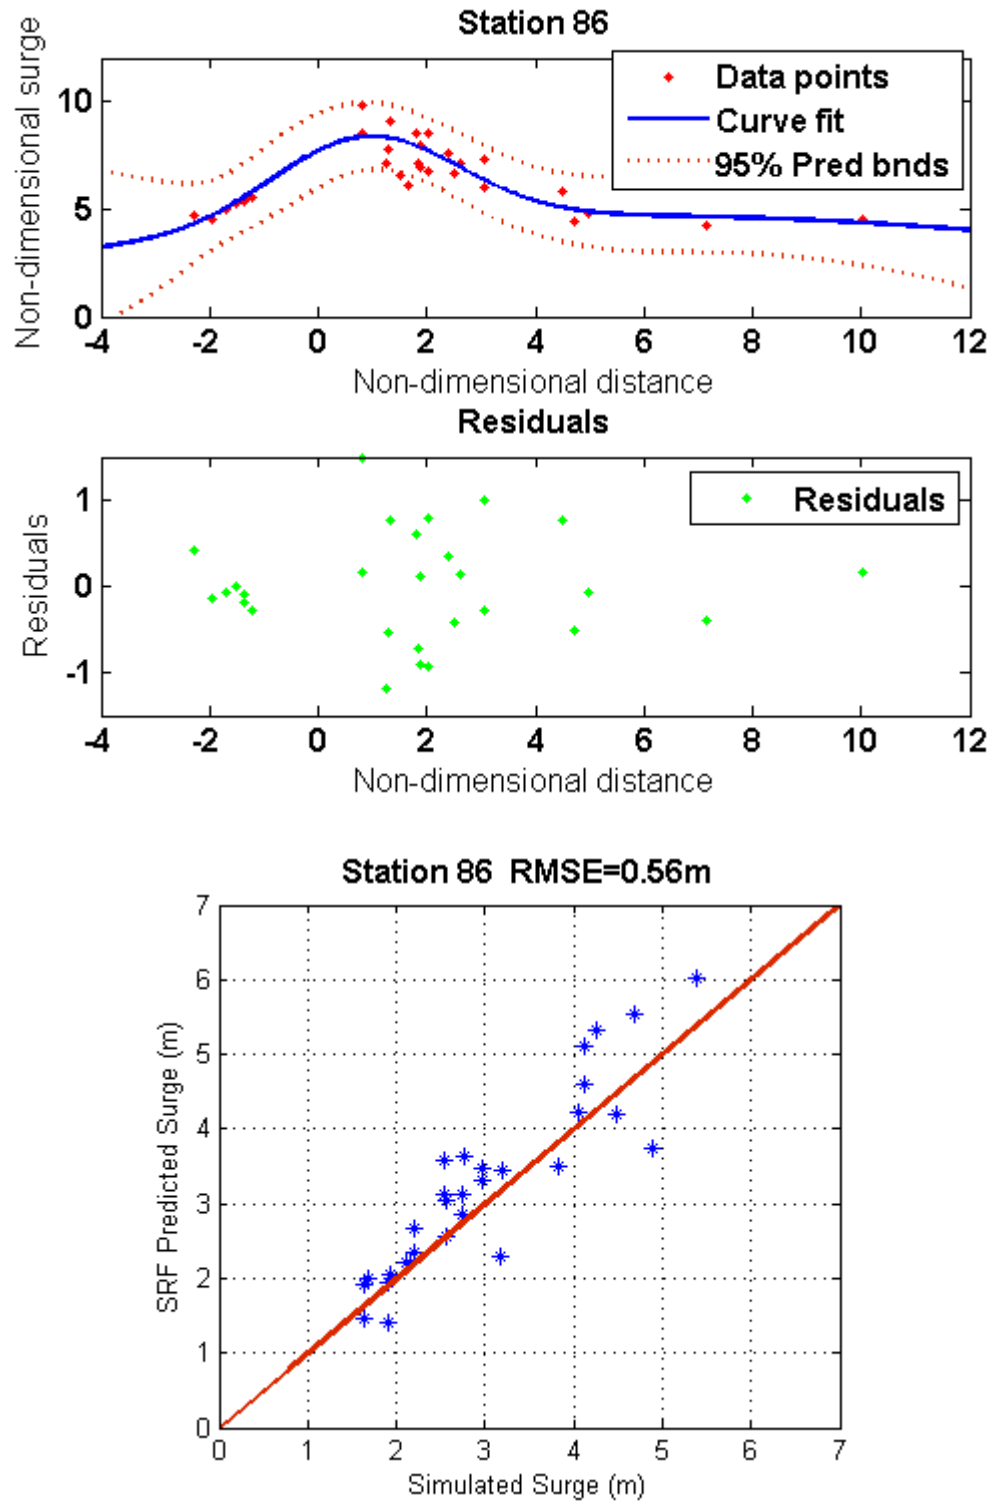 Station 86
Non-dimensional surge
10
5
0
Data points
Curve fit
95% Pred bnds
-4 -2 0 2 4 6 8 10 12
Non-dimensional distance
Residuals
Residuals
1
0
-1
Residuals
-4 -2 0 2 4 6 8 10 12
Non-dimensional distance
Station 86 RMSE=0.56m
SRF Predicted Surge (m)
7
6
5
4
3
2
1
0
0 1 2 3 4 5 6 7
Simulated Surge (m)